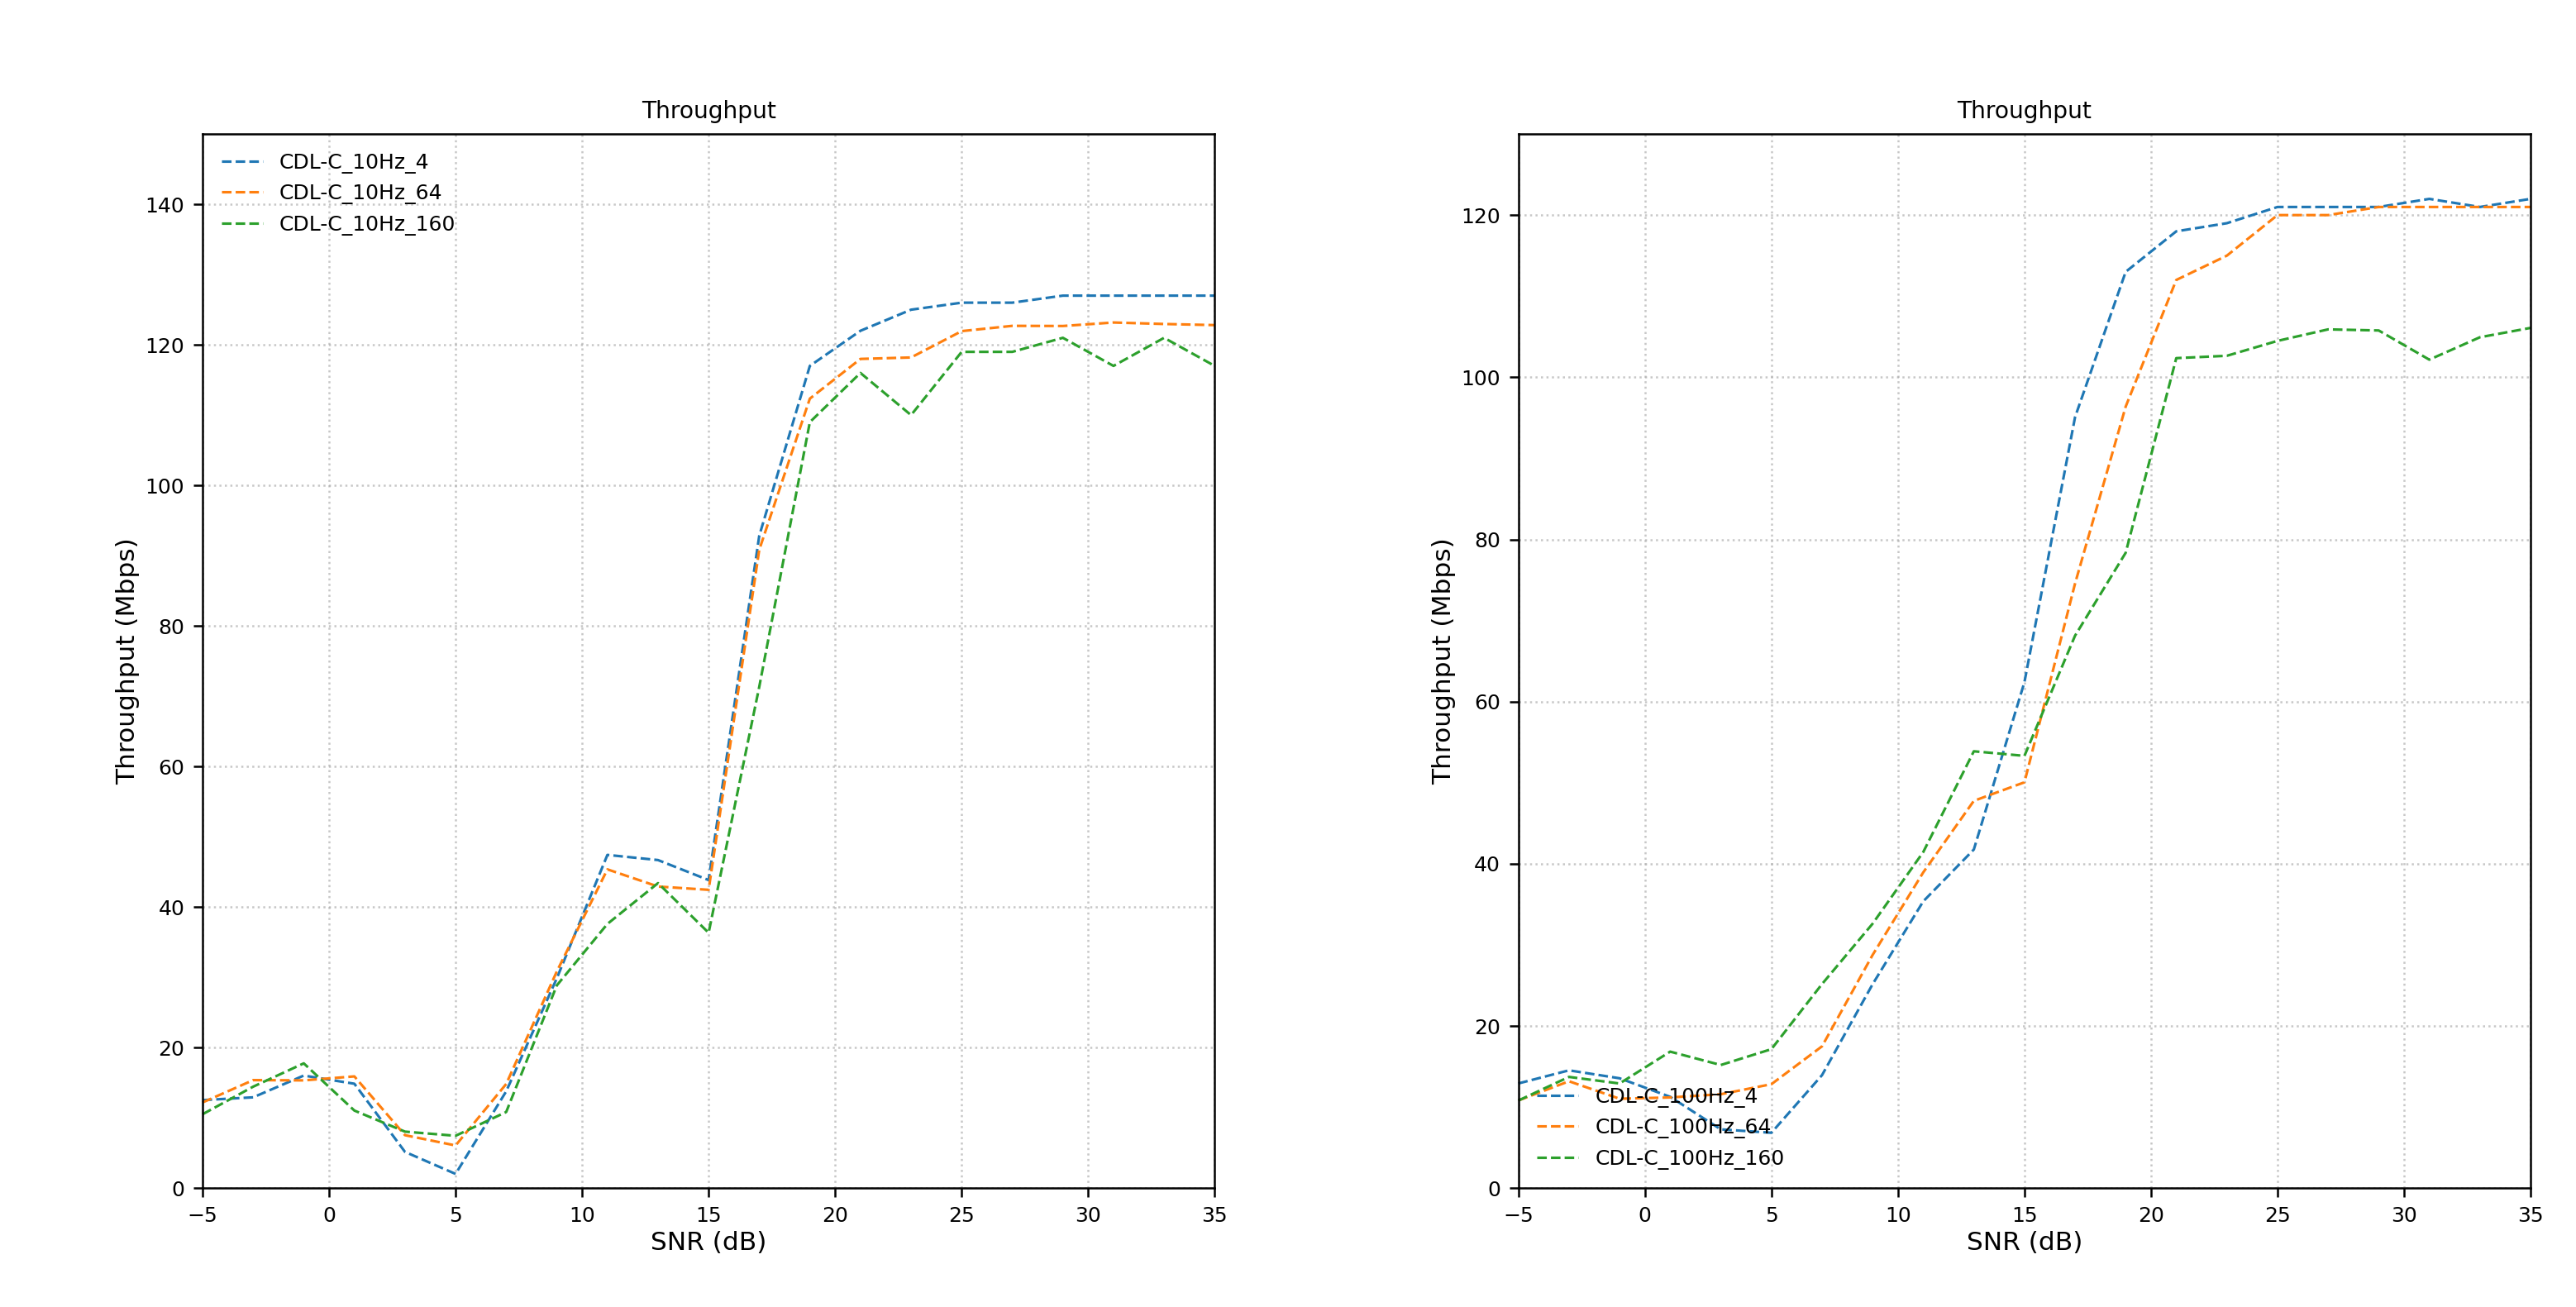 Throughput
CDL-C_10Hz_4
CDL-C_10Hz_64
CDL-C_10Hz_160
140
120
100
80
60
40
20
0
Throughput (Mbps)
−5 0 5 10 15 20 25 30 35
SNR (dB)
Throughput
120
100
80
60
40
20
0
Throughput (Mbps)
CDL-C_100Hz_4
CDL-C_100Hz_64
CDL-C_100Hz_160
−5 0 5 10 15 20 25 30 35
SNR (dB)